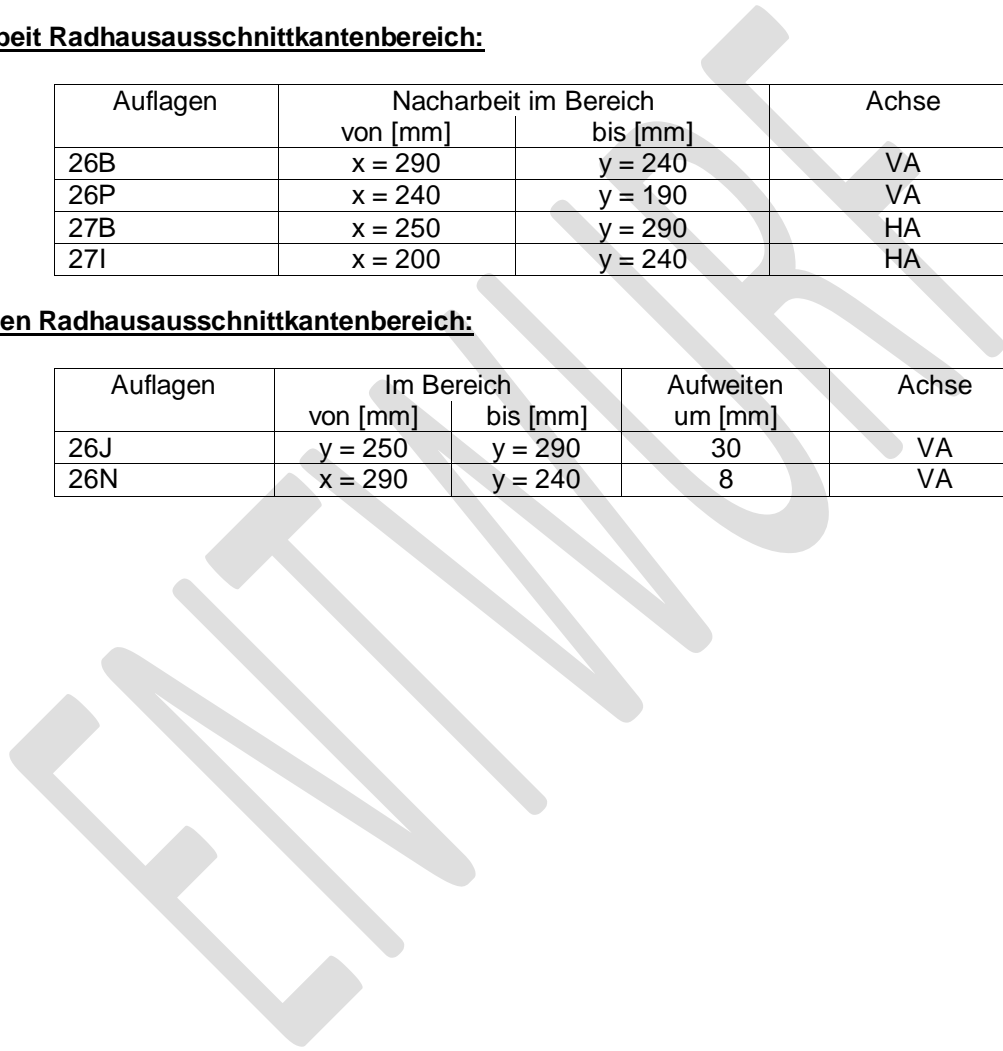 beit Radhausausschnittkantenbereich:
Auflagen Nacharbeit im Bereich Achse
von [mm] bis [mm]
26B x = 290 y = 240 VA
26P x = 240 y = 190 VA
27B x = 250 y = 290 HA
27I x = 200 y = 240 HA
en Radhausausschnittkantenbereich:
Auflagen Im Bereich Aufweiten Achse
von [mm] bis [mm] um [mm]
26J y = 250 y = 290 30 VA
26N x = 290 y = 240 8 VA
ENTWURF